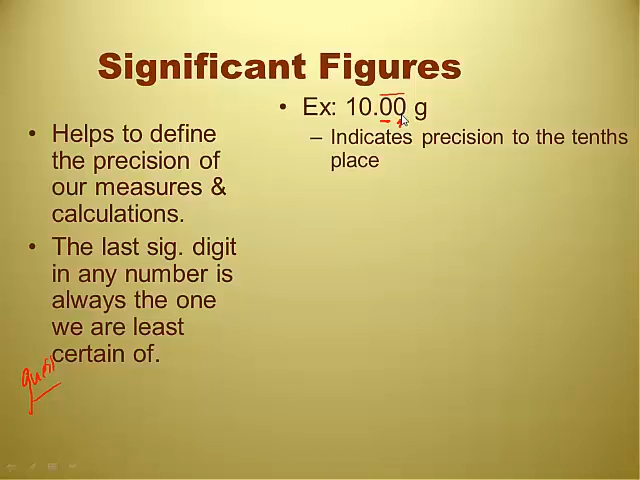 Significant Figures
• Helps to define
the precision of
our measures &
calculations.
• The last sig. digit
in any number is
always the one
we are least
certain of.
• Ex: 10.00 g
– Indicates precision to the tenths
place